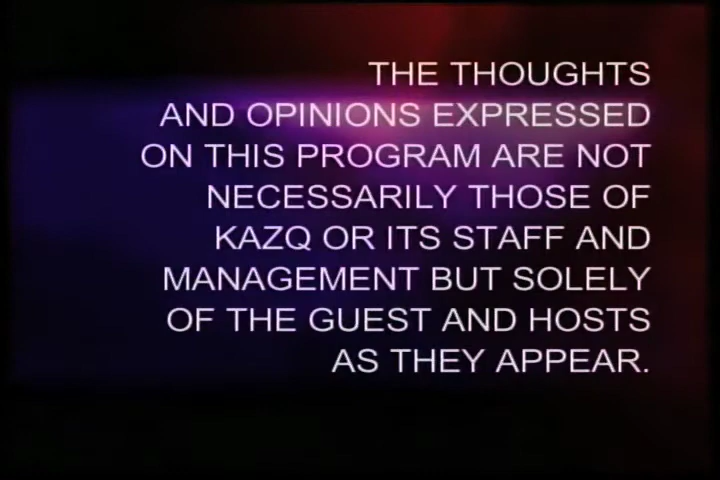 THE THOUGHTS
AND OPINIONS EXPRESSED
ON THIS PROGRAM ARE NOT
NECESSARILY THOSE OF
KAZQ OR ITS STAFF AND
MANAGEMENT BUT SOLELY
OF THE GUEST AND HOSTS
AS THEY APPEAR.